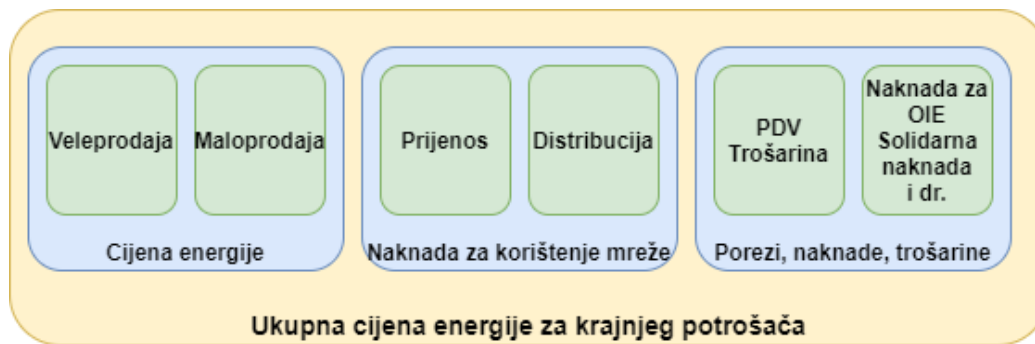 Veleprodaja
Maloprodaja
Cijena energije
Prijenos
Distribucija
Naknada za korištenje mreže
PDV
Trošarina
Naknada za
OIE
Solidarna
naknada
i dr.
Porezi, naknade, trošarine
Ukupna cijena energije za krajnjeg potrošača